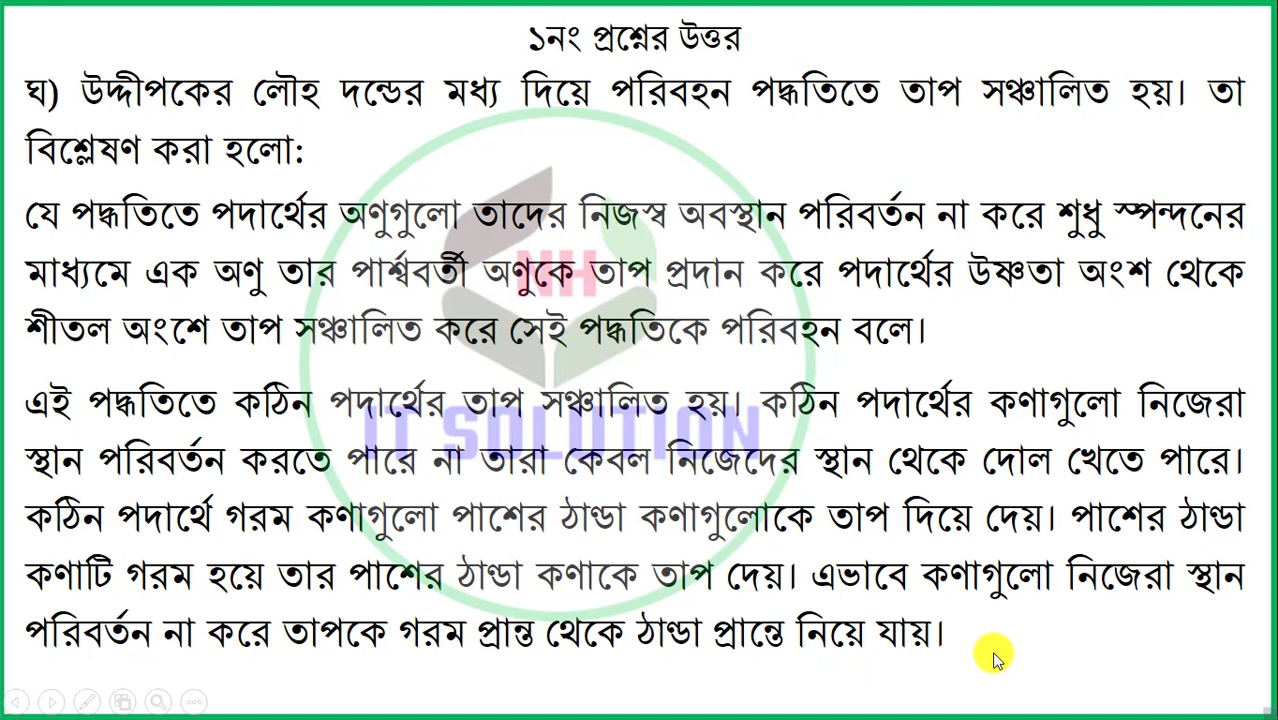 ১নং প্রশ্নের উত্তর
ঘ) উদ্দীপকের লৌহ দন্ডের মধ্য দিয়ে পরিবহন পদ্ধতিতে তাপ সঞ্চালিত হয়। তা
বিশ্লেষণ করা হলো:
যে পদ্ধতিতে পদার্থের অণুগুলো তাদের নিজস্ব অবস্থান পরিবর্তন না করে শুধু স্পন্দনের
মাধ্যমে এক অণু তার পার্শ্ববর্তী অণুকে তাপ প্রদান করে পদার্থের উষ্ণতা অংশ থেকে
শীতল অংশে তাপ সঞ্চালিত করে সেই পদ্ধতিকে পরিবহন বলে।
এই পদ্ধতিতে কঠিন পদার্থের তাপ সঞ্চালিত হয়। কঠিন পদার্থের কণাগুলো নিজেরা
স্থান পরিবর্তন করতে পারে না তারা কেবল নিজেদের স্থান থেকে দোল খেতে পারে।
কঠিন পদার্থে গরম কণাগুলো পাশের ঠান্ডা কণাগুলোকে তাপ দিয়ে দেয়। পাশের ঠান্ডা
কণাটি গরম হয়ে তার পাশের ঠান্ডা কণাকে তাপ দেয়। এভাবে কণাগুলো নিজেরা স্থান
পরিবর্তন না করে তাপকে গরম প্রান্ত থেকে ঠান্ডা প্রান্তে নিয়ে যায়।
NH
IT SOLUTION